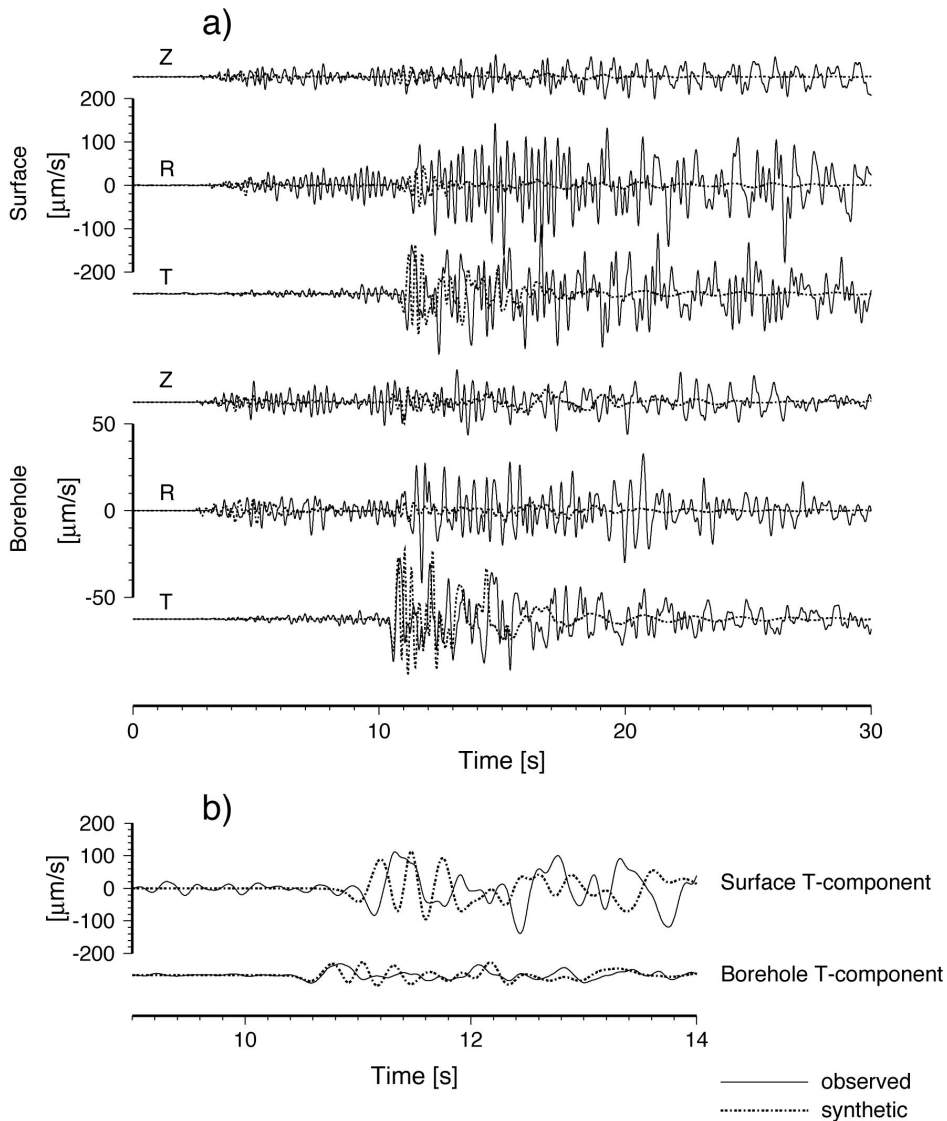 a)
Z
200
100
0
-100
-200
[μm/s]
Surface
R
T
Z
50
0
-50
[μm/s]
Borehole
R
T
0
10
20
30
Time [s]
b)
200
100
0
-100
-200
[μm/s]
Surface T-component
Borehole T-component
10
12
14
Time [s]
observed
synthetic